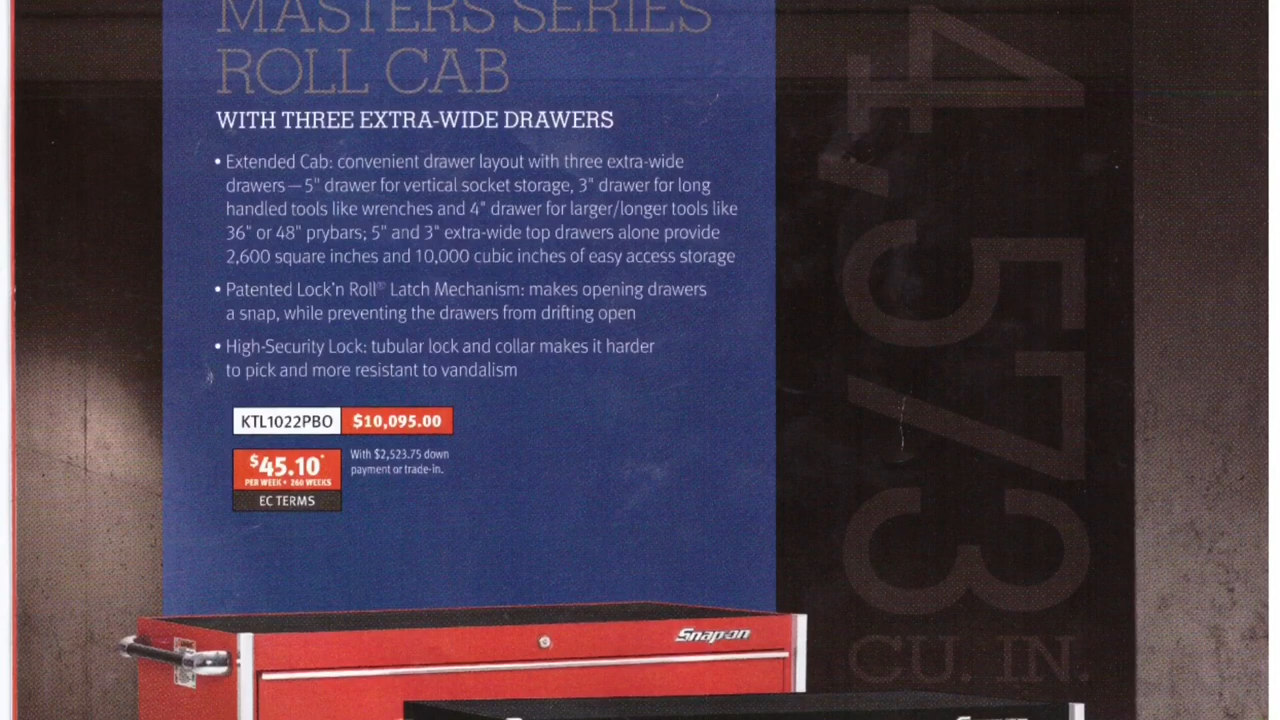 MASTERS SERIES
ROLL CAB
WITH THREE EXTRA-WIDE DRAWERS
• Extended Cab: convenient drawer layout with three extra-wide
drawers—5" drawer for vertical socket storage, 3" drawer for long
handled tools like wrenches and 4" drawer for larger/longer tools like
36" or 48" prybars; 5" and 3" extra-wide top drawers alone provide
2,600 square inches and 10,000 cubic inches of easy access storage
• Patented Lock'n Roll® Latch Mechanism: makes opening drawers
a snap, while preventing the drawers from drifting open
• High-Security Lock: tubular lock and collar makes it harder
to pick and more resistant to vandalism
KTL1022PBO $10,095.00
$45.10*
PER WEEK • 260 WEEKS
EC TERMS
With $2,523.75 down
payment or trade-in.
Snap-on
CU. IN.